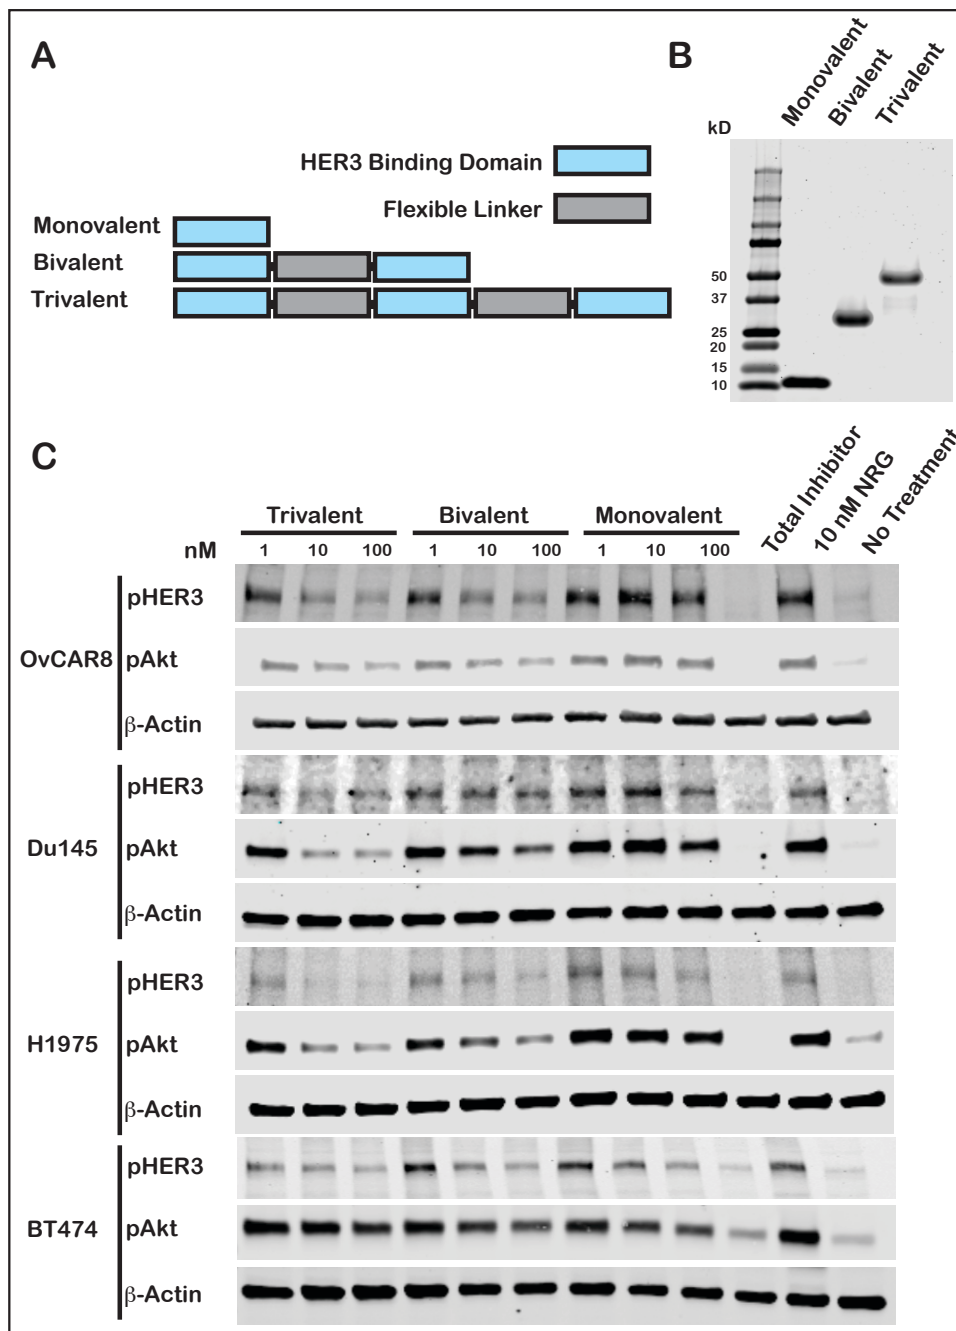 A
HER3 Binding Domain
Flexible Linker
Monovalent
Bivalent
Trivalent
B
Monovalent
Bivalent
Trivalent
kD
50
37
25
20
15
10
C
Total Inhibitor
10 nM NRG
No Treatment
Trivalent Bivalent Monovalent
nM 1 10 100 1 10 100 1 10 100
OvCAR8
pHER3
pAkt
β-Actin
Du145
pHER3
pAkt
β-Actin
H1975
pHER3
pAkt
β-Actin
BT474
pHER3
pAkt
β-Actin